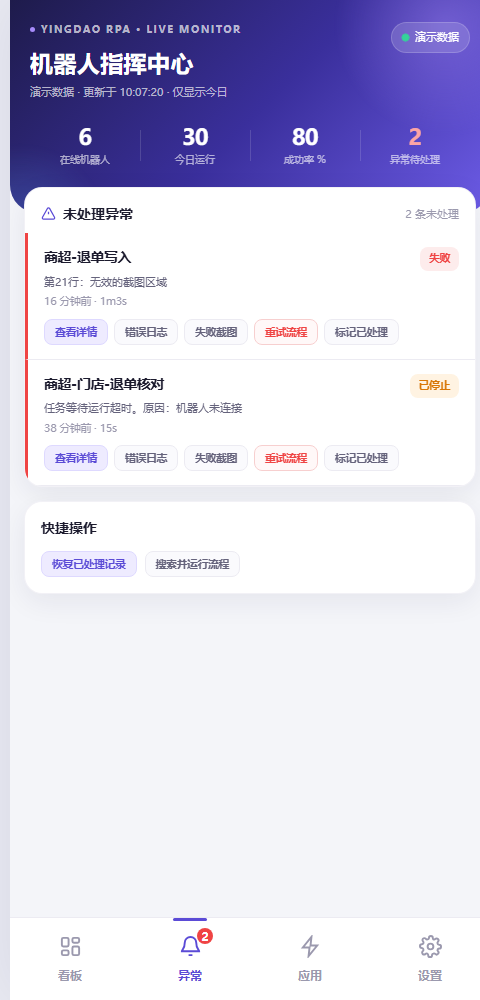 YINGDAO RPA • LIVE MONITOR
演示数据
机器人指挥中心
演示数据 · 更新于 10:07:20 · 仅显示今日
6 30 80 2
在线机器人 今日运行 成功率 % 异常待处理
未处理异常 2 条未处理
商超-退单写入 失败
第21行：无效的截图区域
16 分钟前 · 1m3s
查看详情 错误日志 失败截图 重试流程 标记已处理
商超-门店-退单核对 已停止
任务等待运行超时。原因：机器人未连接
38 分钟前 · 15s
查看详情 错误日志 失败截图 重试流程 标记已处理
快捷操作
恢复已处理记录 搜索并运行流程
2
看板 异常 应用 设置